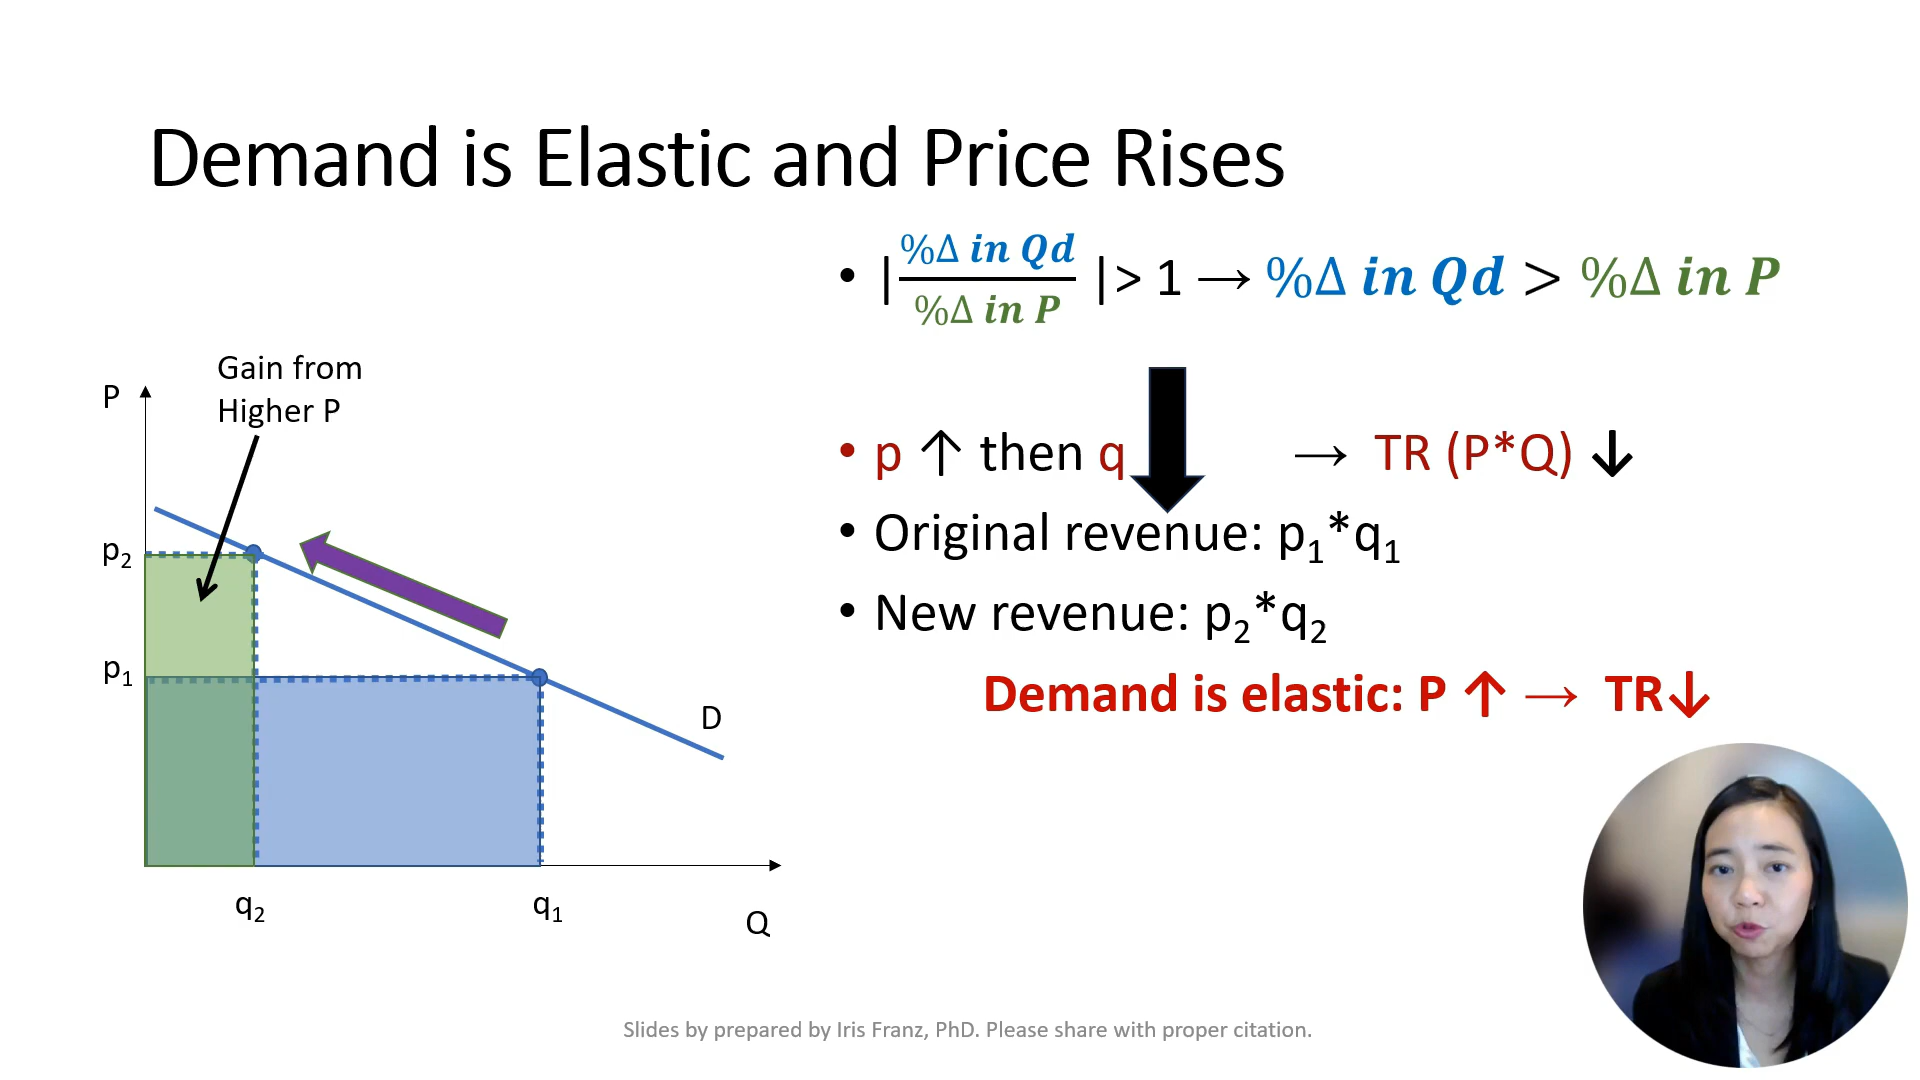 Demand is Elastic and Price Rises
• |%Δ in Qd / %Δ in P| > 1 → %Δ in Qd > %Δ in P
• p ↑ then q → TR (P*Q) ↓
• Original revenue: p₁*q₁
• New revenue: p₂*q₂
Demand is elastic: P ↑ → TR↓
Gain from
Higher P
P
p₂
p₁
D
q₂
q₁
Q
Slides by prepared by Iris Franz, PhD. Please share with proper citation.